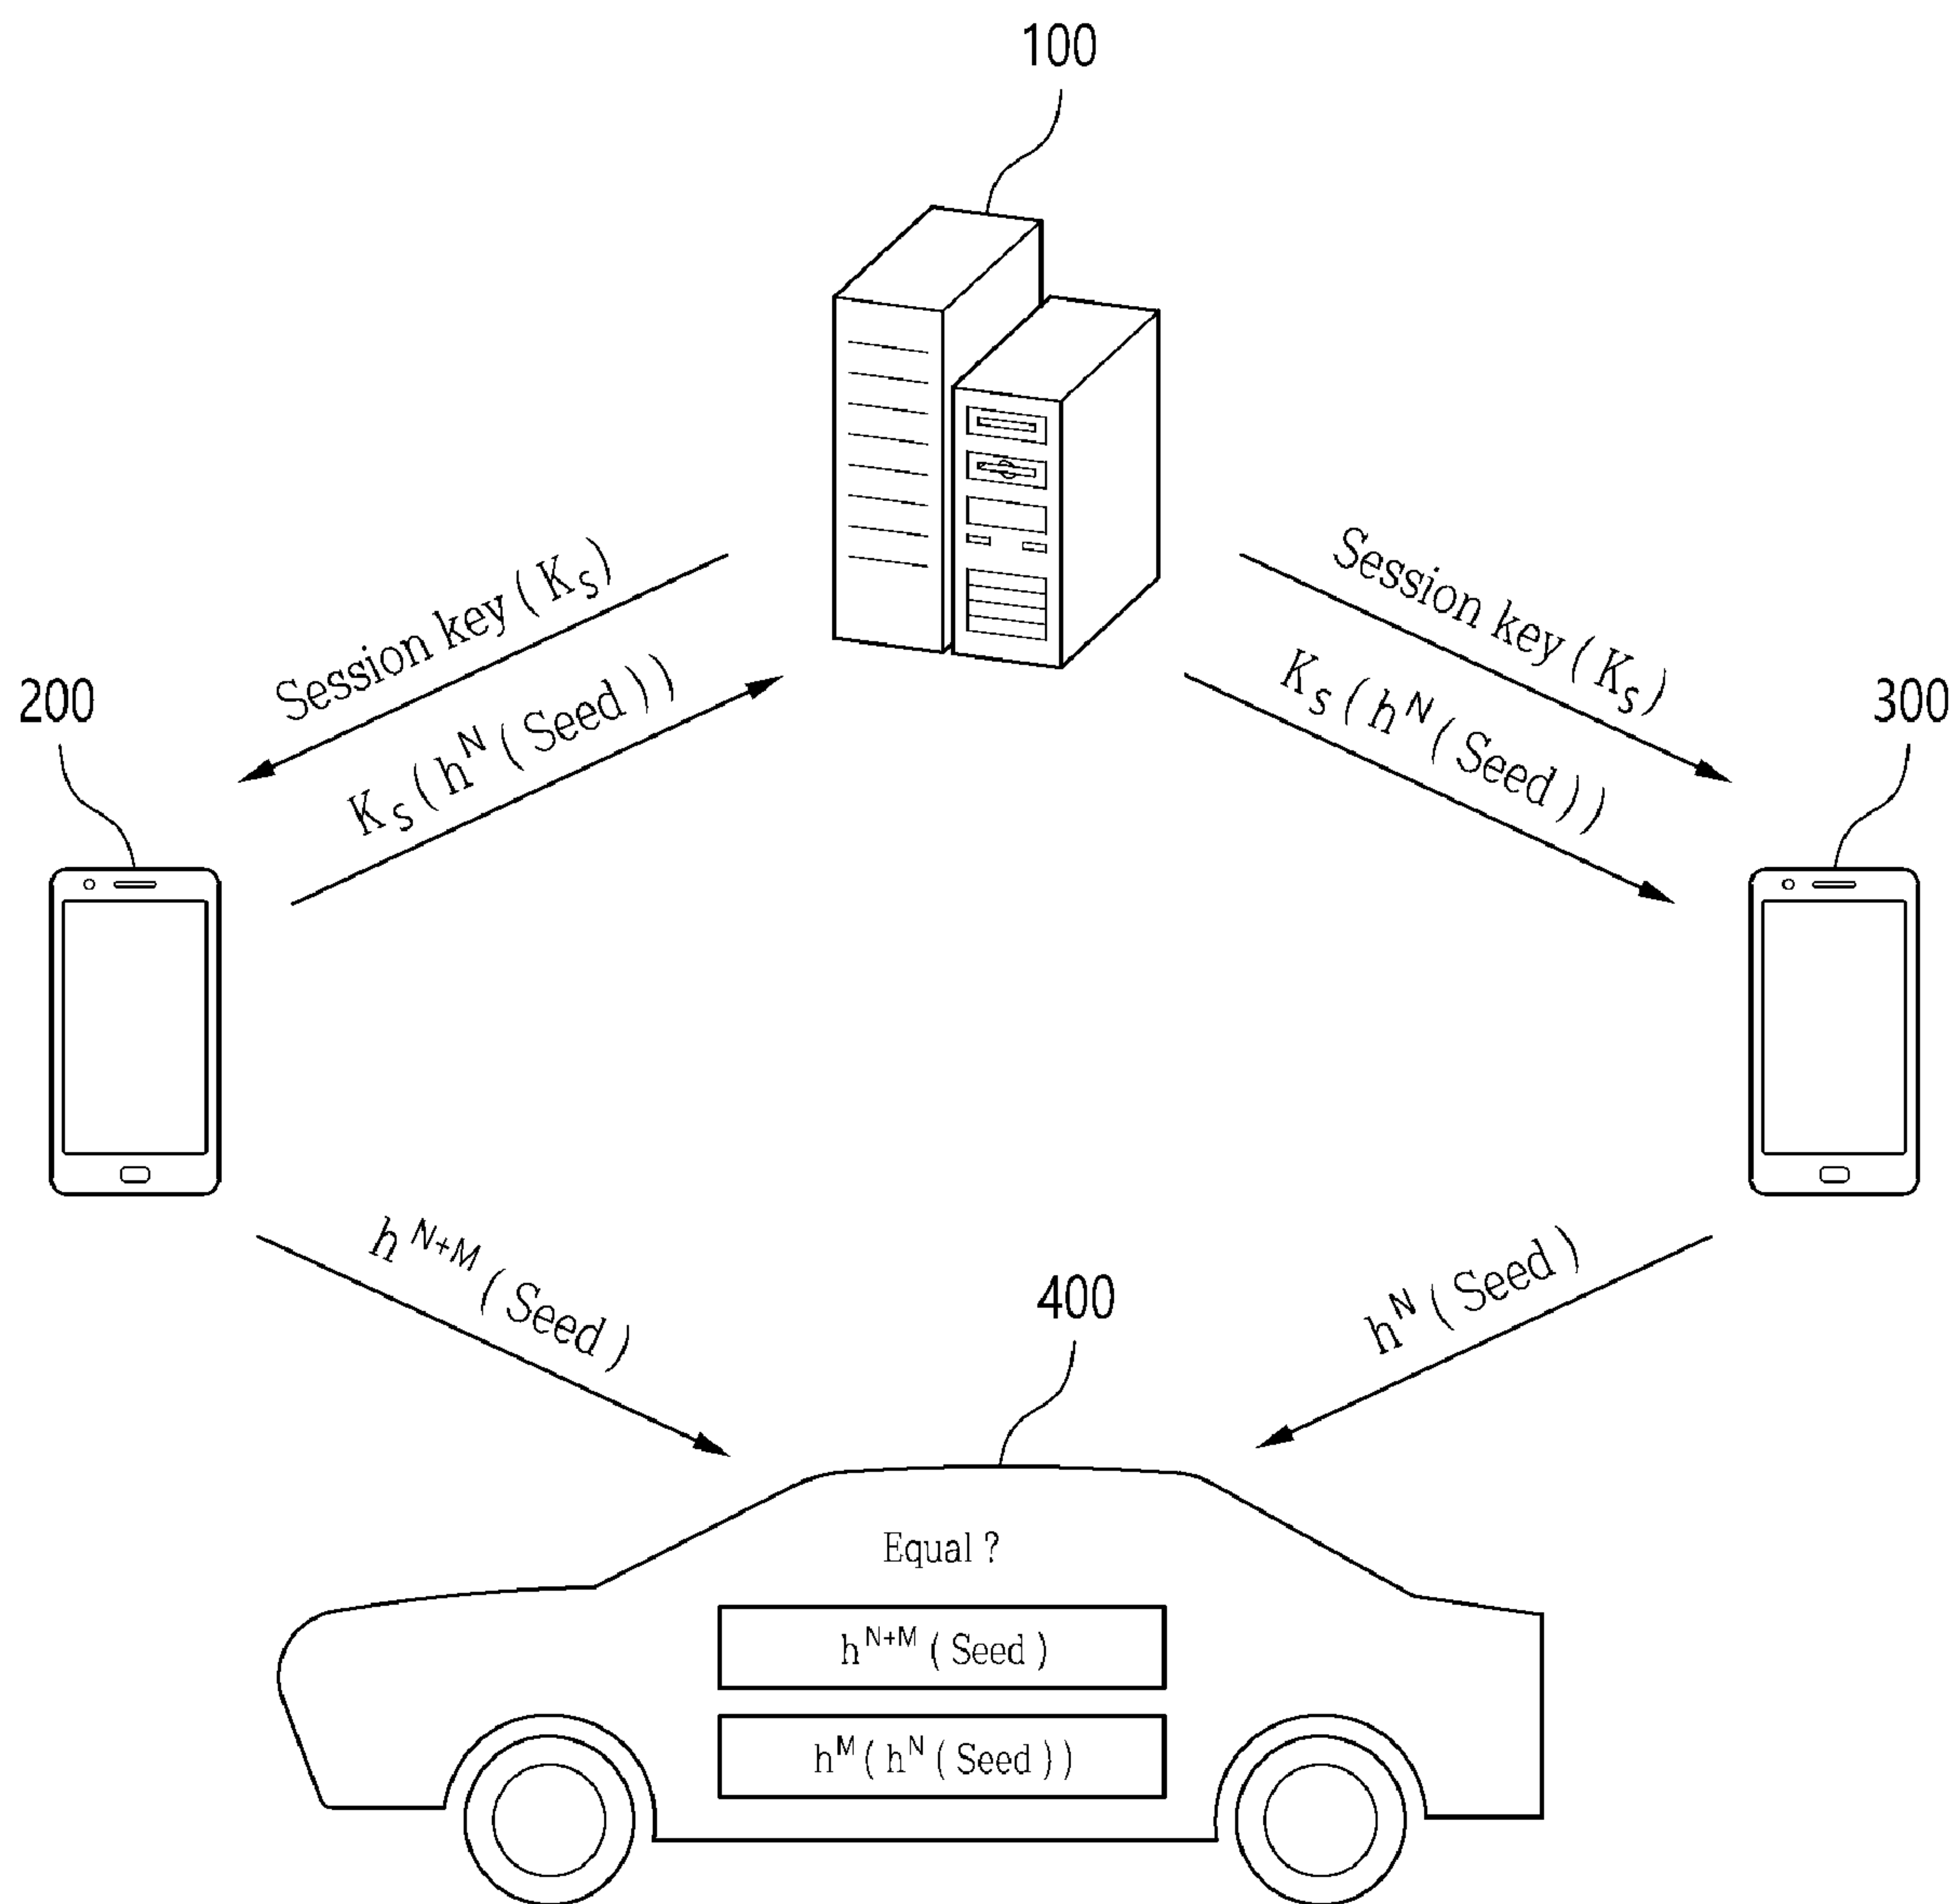 100
Session key ( Kₛ )
Kₛ ( hᴺ ( Seed ) )
Session key ( Kₛ )
Kₛ ( hᴺ ( Seed ) )
200
300
hᴺ⁺ᴹ ( Seed )
hᴺ ( Seed )
400
Equal ?
hᴺ⁺ᴹ ( Seed )
hᴹ ( hᴺ ( Seed ) )